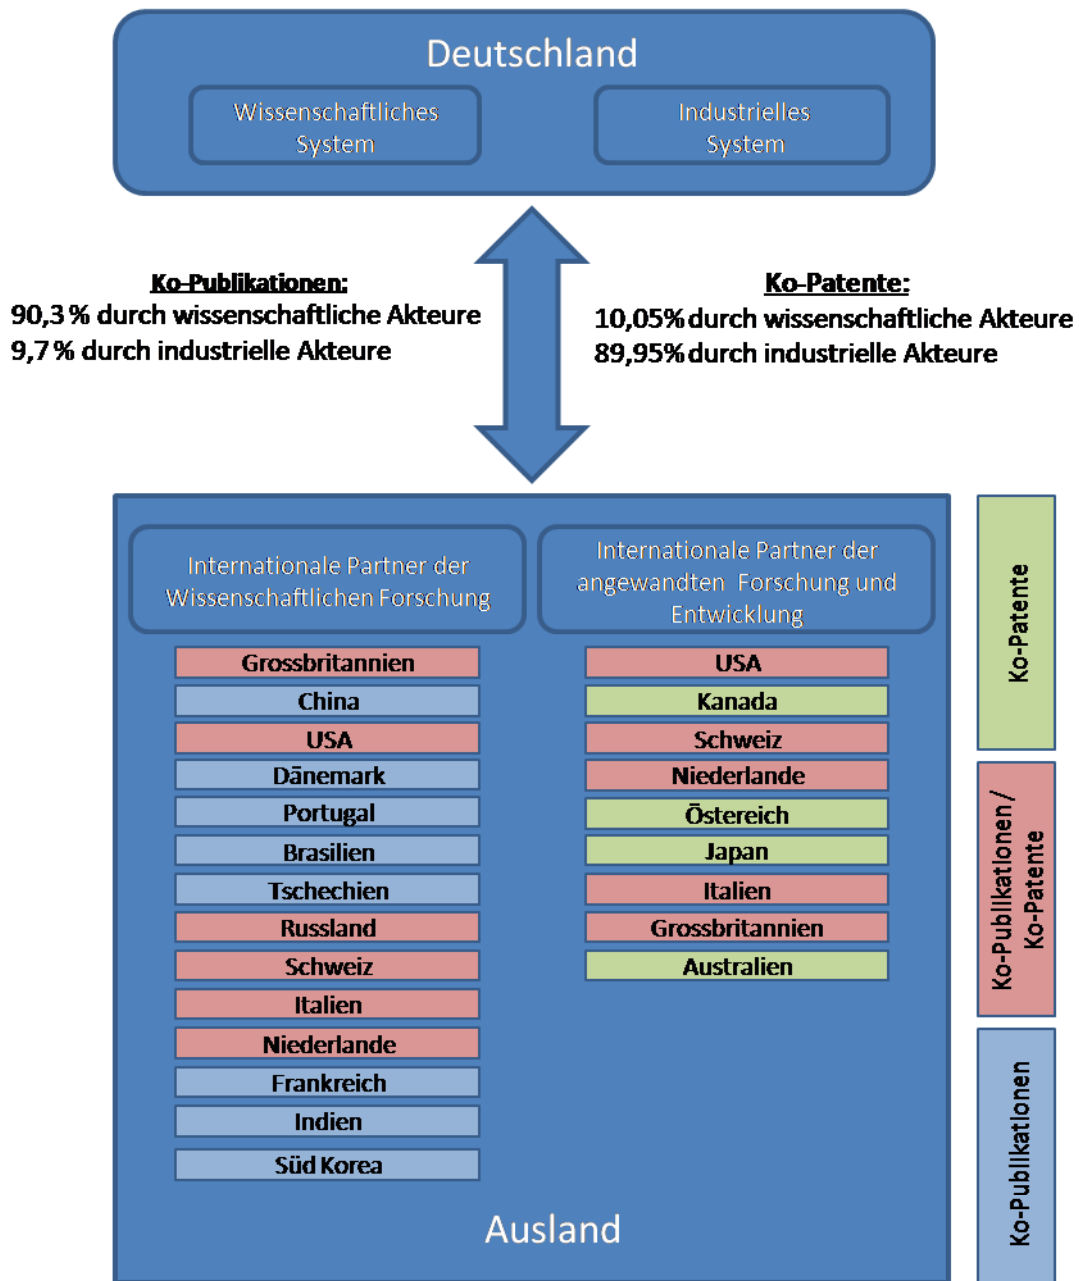 Deutschland
Wissenschaftliches
System
Industrielles
System
Ko-Publikationen:
90,3 % durch wissenschaftliche Akteure
9,7 % durch industrielle Akteure
Ko-Patente:
10,05% durch wissenschaftliche Akteure
89,95% durch industrielle Akteure
Internationale Partner der
Wissenschaftlichen Forschung
Grossbritannien
China
USA
Dänemark
Portugal
Brasilien
Tschechien
Russland
Schweiz
Italien
Niederlande
Frankreich
Indien
Süd Korea
Internationale Partner der
angewandten Forschung und
Entwicklung
USA
Kanada
Schweiz
Niederlande
Östereich
Japan
Italien
Grossbritannien
Australien
Ausland
Ko-Patente
Ko-Publikationen/
Ko-Patente
Ko-Publikationen